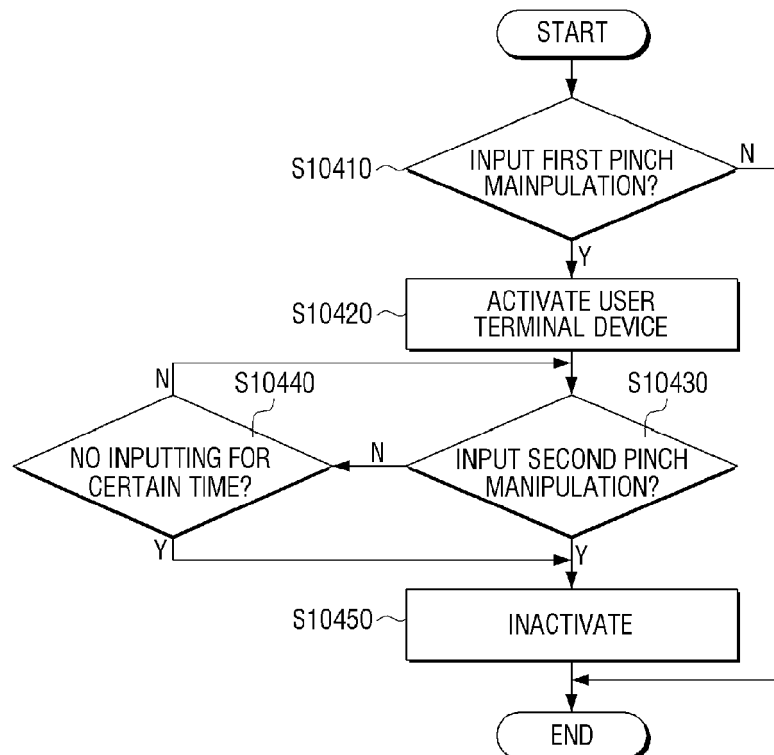 START
INPUT FIRST PINCH
MAINPULATION?
N
S10410
Y
ACTIVATE USER
TERMINAL DEVICE
S10420
N
S10440
S10430
NO INPUTTING FOR
CERTAIN TIME?
N
INPUT SECOND PINCH
MANIPULATION?
Y
Y
S10450
INACTIVATE
END